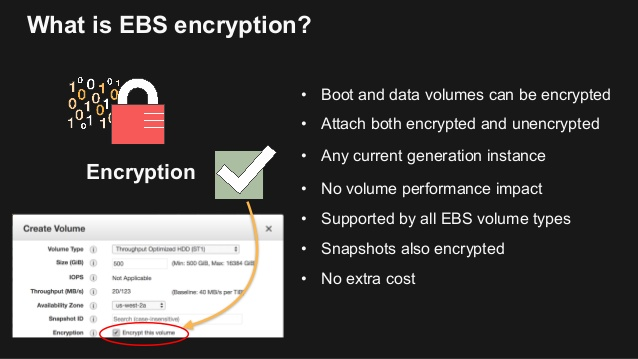 What is EBS encryption?
Encryption
• Boot and data volumes can be encrypted
• Attach both encrypted and unencrypted
• Any current generation instance
• No volume performance impact
• Supported by all EBS volume types
• Snapshots also encrypted
• No extra cost
Create Volume
Volume Type Throughput Optimized HDD (ST1)
Size (GiB) 500 (Min: 500 GiB, Max: 16384 GiB)
IOPS Not Applicable
Throughput (MB/s) 20/123 (Baseline: 40 MB/s per TiB)
Availability Zone us-west-2a
Snapshot ID Search (case-insensitive)
Encryption Encrypt this volume